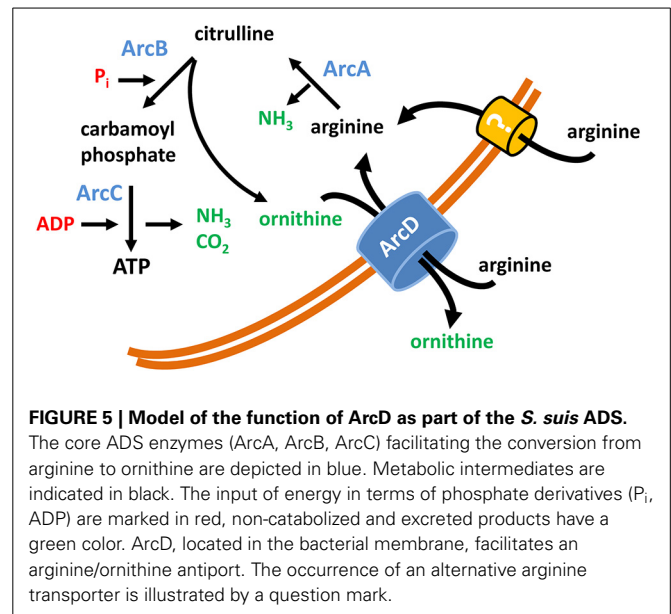 citrulline
ArcB
ArcA
Pi
NH3
arginine
arginine
?
carbamoyl
phosphate
ArcC
ADP
NH3
CO2
ATP
ornithine
ArcD
arginine
ornithine
FIGURE 5 | Model of the function of ArcD as part of the S. suis ADS.
The core ADS enzymes (ArcA, ArcB, ArcC) facilitating the conversion from
arginine to ornithine are depicted in blue. Metabolic intermediates are
indicated in black. The input of energy in terms of phosphate derivatives (Pi,
ADP) are marked in red, non-catabolized and excreted products have a
green color. ArcD, located in the bacterial membrane, facilitates an
arginine/ornithine antiport. The occurrence of an alternative arginine
transporter is illustrated by a question mark.